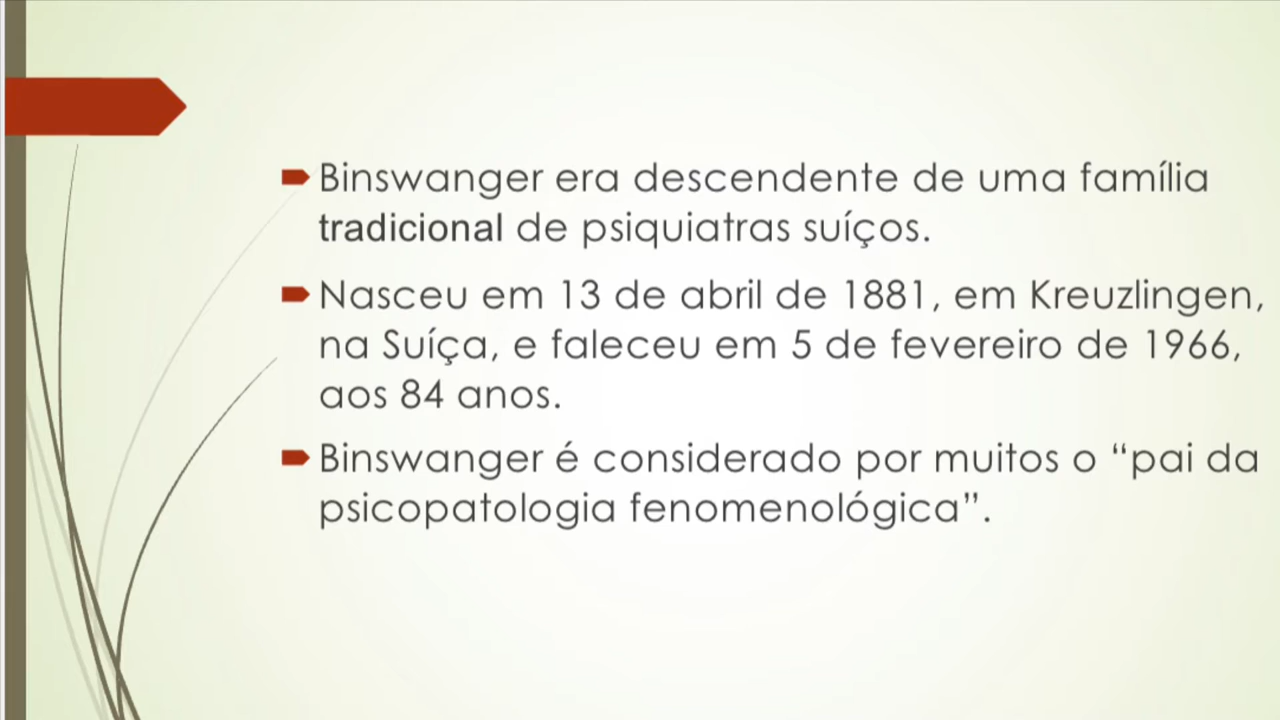 Binswanger era descendente de uma família
tradicional de psiquiatras suíços.
Nasceu em 13 de abril de 1881, em Kreuzlingen,
na Suíça, e faleceu em 5 de fevereiro de 1966,
aos 84 anos.
Binswanger é considerado por muitos o “pai da
psicopatologia fenomenológica”.